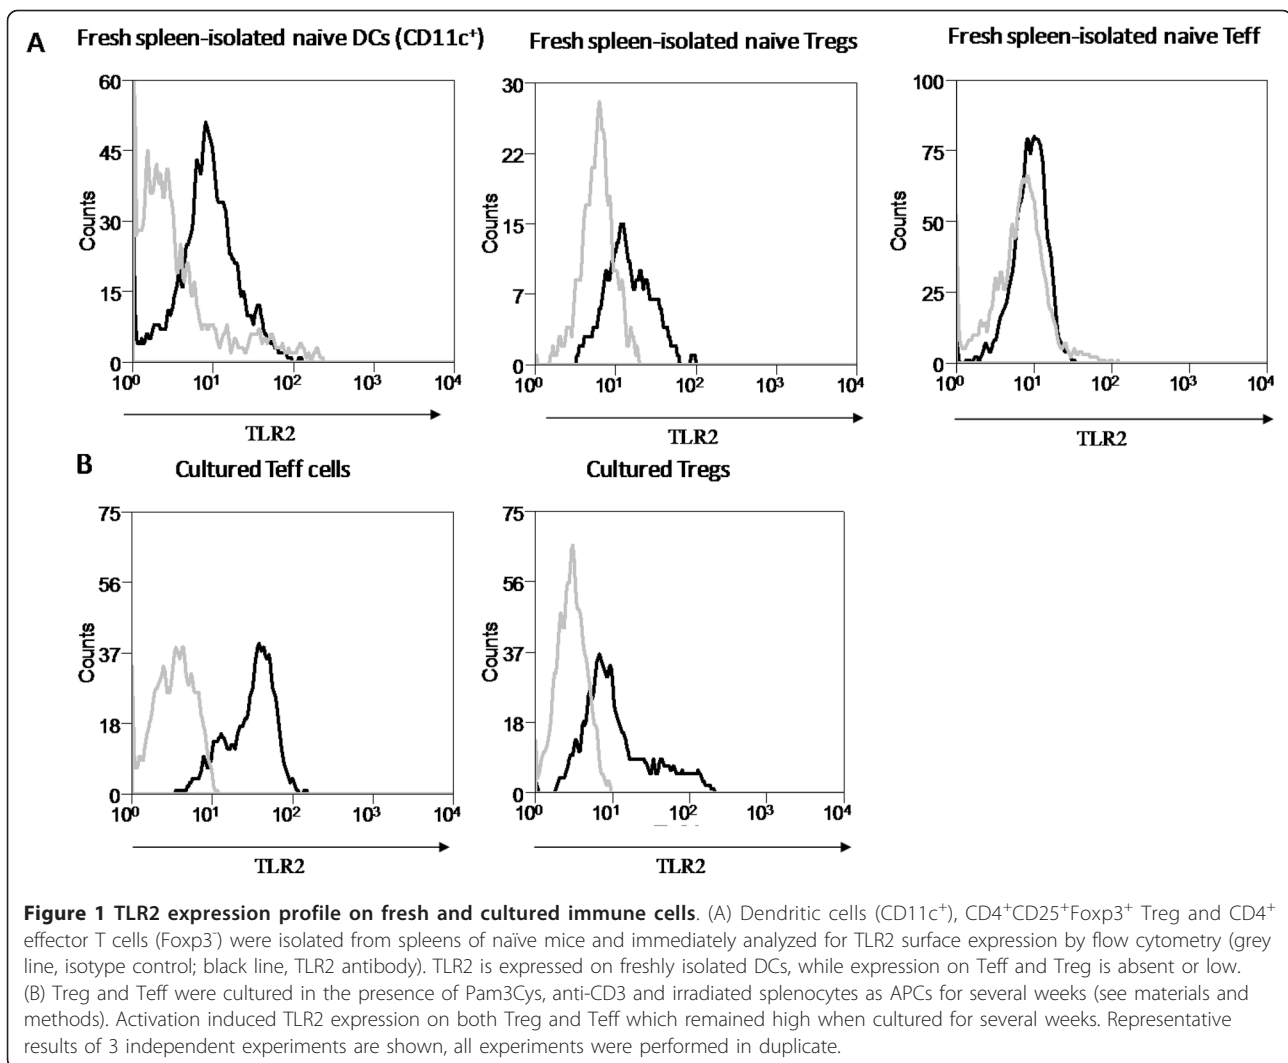 A
Fresh spleen-isolated naive DCs (CD11c⁺)
Fresh spleen-isolated naive Tregs
Fresh spleen-isolated naive Teff
60
45
30
15
0
Counts
10⁰ 10¹ 10² 10³ 10⁴
TLR2
30
22
15
7
0
Counts
10⁰ 10¹ 10² 10³ 10⁴
TLR2
100
75
50
25
0
Counts
10⁰ 10¹ 10² 10³ 10⁴
TLR2
B
Cultured Teff cells
Cultured Tregs
75
56
37
18
0
Counts
10⁰ 10¹ 10² 10³ 10⁴
TLR2
75
56
37
18
0
Counts
10⁰ 10¹ 10² 10³ 10⁴
TLR2
Figure 1 TLR2 expression profile on fresh and cultured immune cells. (A) Dendritic cells (CD11c⁺), CD4⁺CD25⁺Foxp3⁺ Treg and CD4⁺
effector T cells (Foxp3⁻) were isolated from spleens of naïve mice and immediately analyzed for TLR2 surface expression by flow cytometry (grey
line, isotype control; black line, TLR2 antibody). TLR2 is expressed on freshly isolated DCs, while expression on Teff and Treg is absent or low.
(B) Treg and Teff were cultured in the presence of Pam3Cys, anti-CD3 and irradiated splenocytes as APCs for several weeks (see materials and
methods). Activation induced TLR2 expression on both Treg and Teff which remained high when cultured for several weeks. Representative
results of 3 independent experiments are shown, all experiments were performed in duplicate.